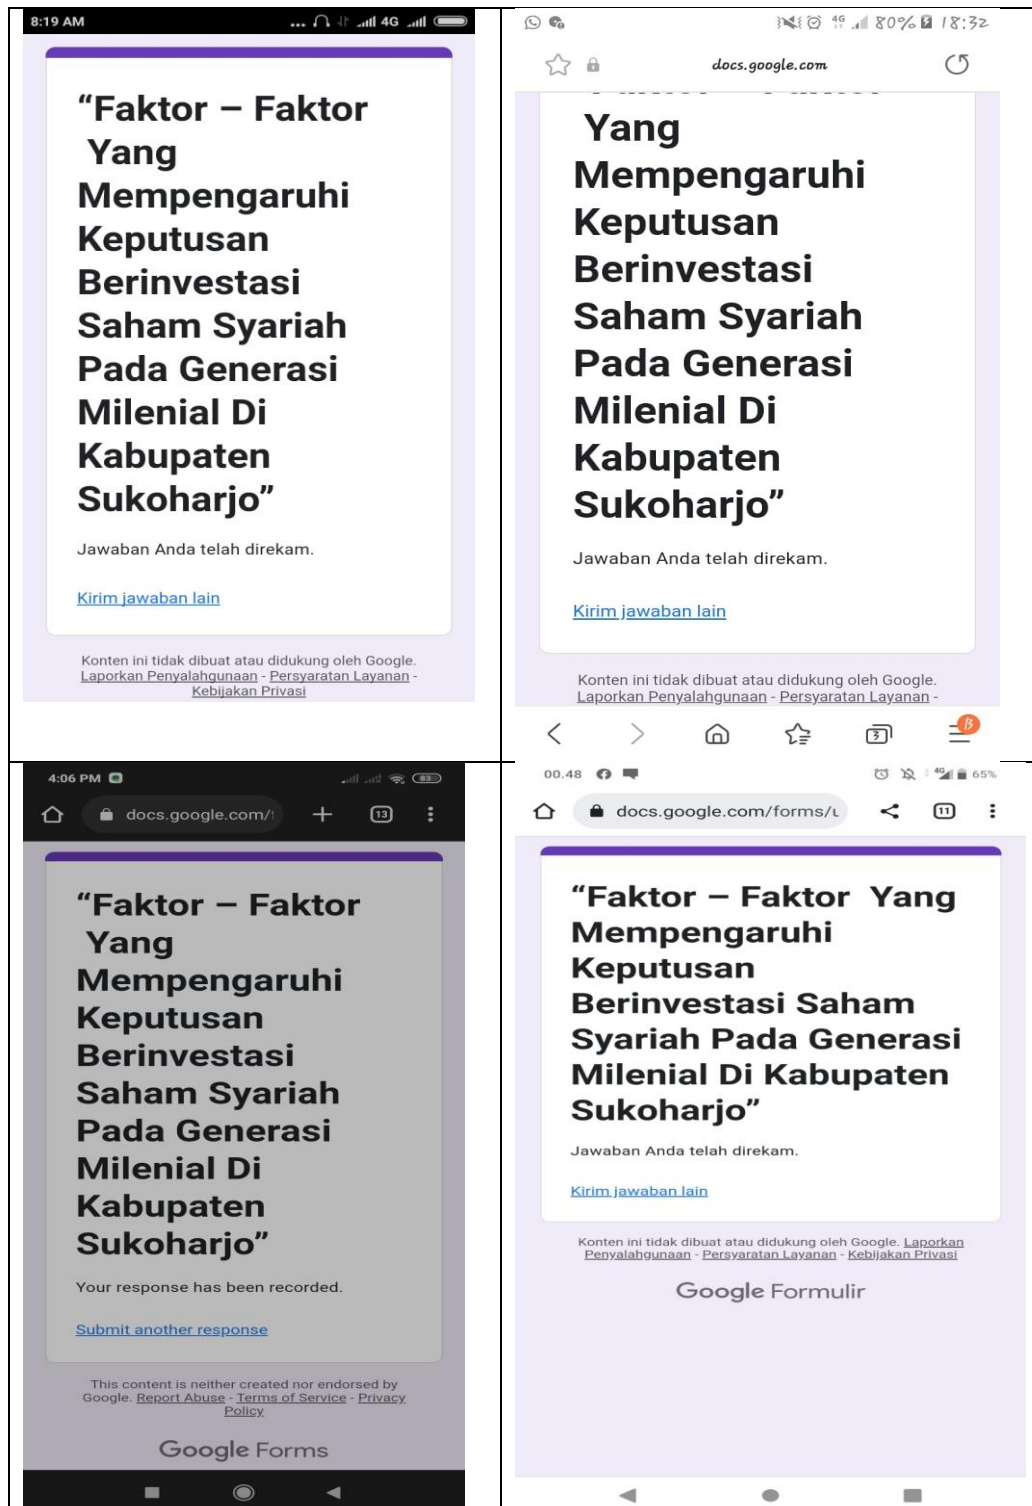 8:19 AM ... 4G
“Faktor – Faktor
Yang
Mempengaruhi
Keputusan
Berinvestasi
Saham Syariah
Pada Generasi
Milenial Di
Kabupaten
Sukoharjo”
Jawaban Anda telah direkam.
Kirim jawaban lain
Konten ini tidak dibuat atau didukung oleh Google.
Laporkan Penyalahgunaan - Persyaratan Layanan -
Kebijakan Privasi
4G 80% 18:32
docs.google.com
Yang
Mempengaruhi
Keputusan
Berinvestasi
Saham Syariah
Pada Generasi
Milenial Di
Kabupaten
Sukoharjo”
Jawaban Anda telah direkam.
Kirim jawaban lain
Konten ini tidak dibuat atau didukung oleh Google.
Laporkan Penyalahgunaan - Persyaratan Layanan -
3
4:06 PM 83
docs.google.com/ 13
“Faktor – Faktor
Yang
Mempengaruhi
Keputusan
Berinvestasi
Saham Syariah
Pada Generasi
Milenial Di
Kabupaten
Sukoharjo”
Your response has been recorded.
Submit another response
This content is neither created nor endorsed by
Google. Report Abuse - Terms of Service - Privacy
Policy
Google Forms
00.48 4G 65%
docs.google.com/forms/ 11
“Faktor – Faktor Yang
Mempengaruhi
Keputusan
Berinvestasi Saham
Syariah Pada Generasi
Milenial Di Kabupaten
Sukoharjo”
Jawaban Anda telah direkam.
Kirim jawaban lain
Konten ini tidak dibuat atau didukung oleh Google. Laporkan
Penyalahgunaan - Persyaratan Layanan - Kebijakan Privasi
Google Formulir